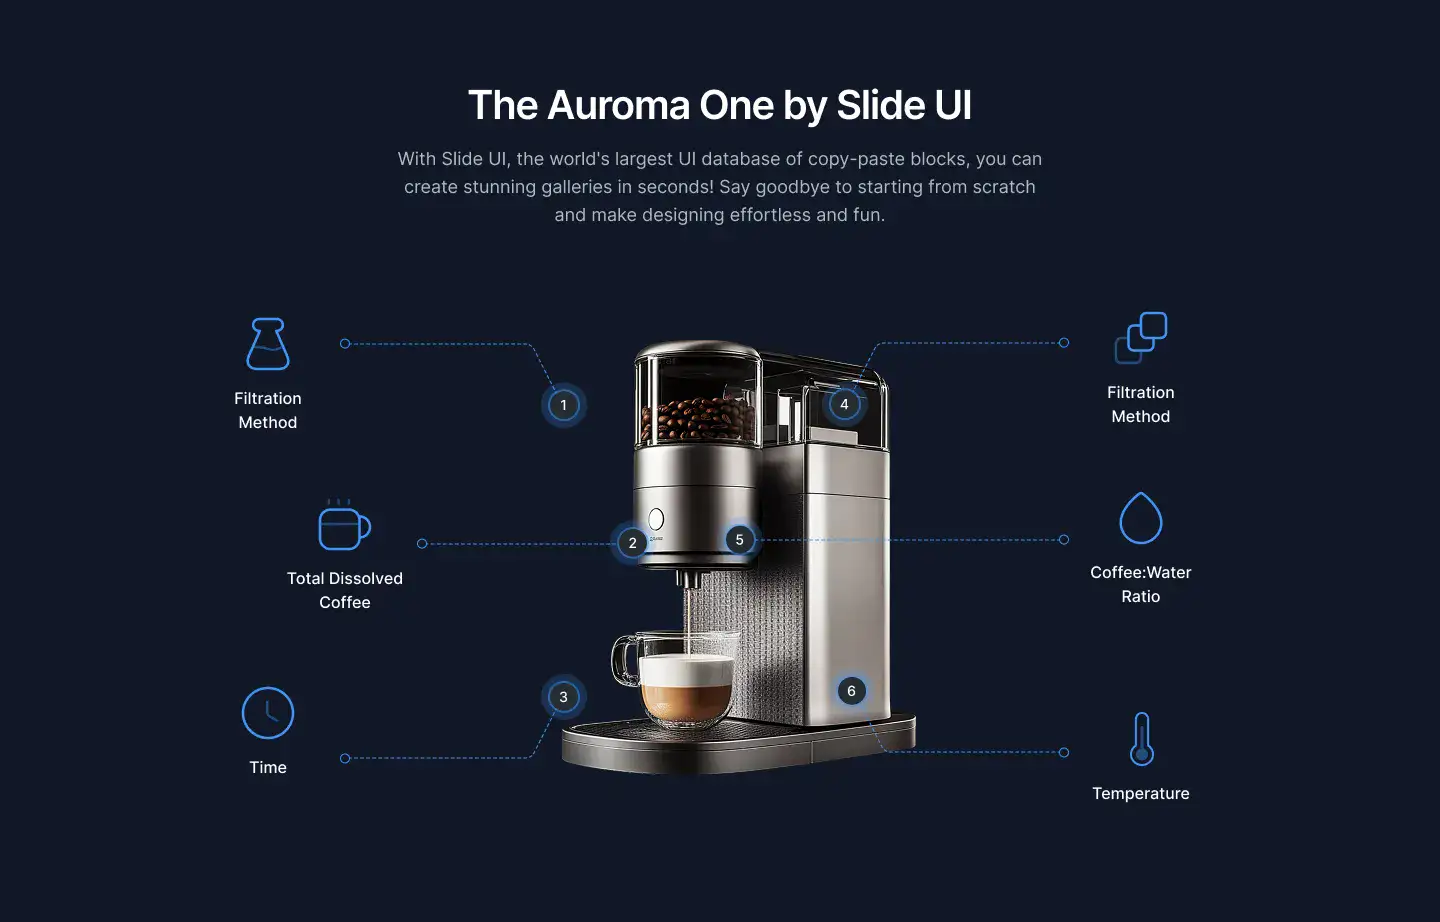 The Auroma One by Slide UI
With Slide UI, the world's largest UI database of copy-paste blocks, you can
create stunning galleries in seconds! Say goodbye to starting from scratch
and make designing effortless and fun.
Filtration
Method
1
4
Filtration
Method
Total Dissolved
Coffee
2
5
Coffee:Water
Ratio
3
6
Time
Temperature